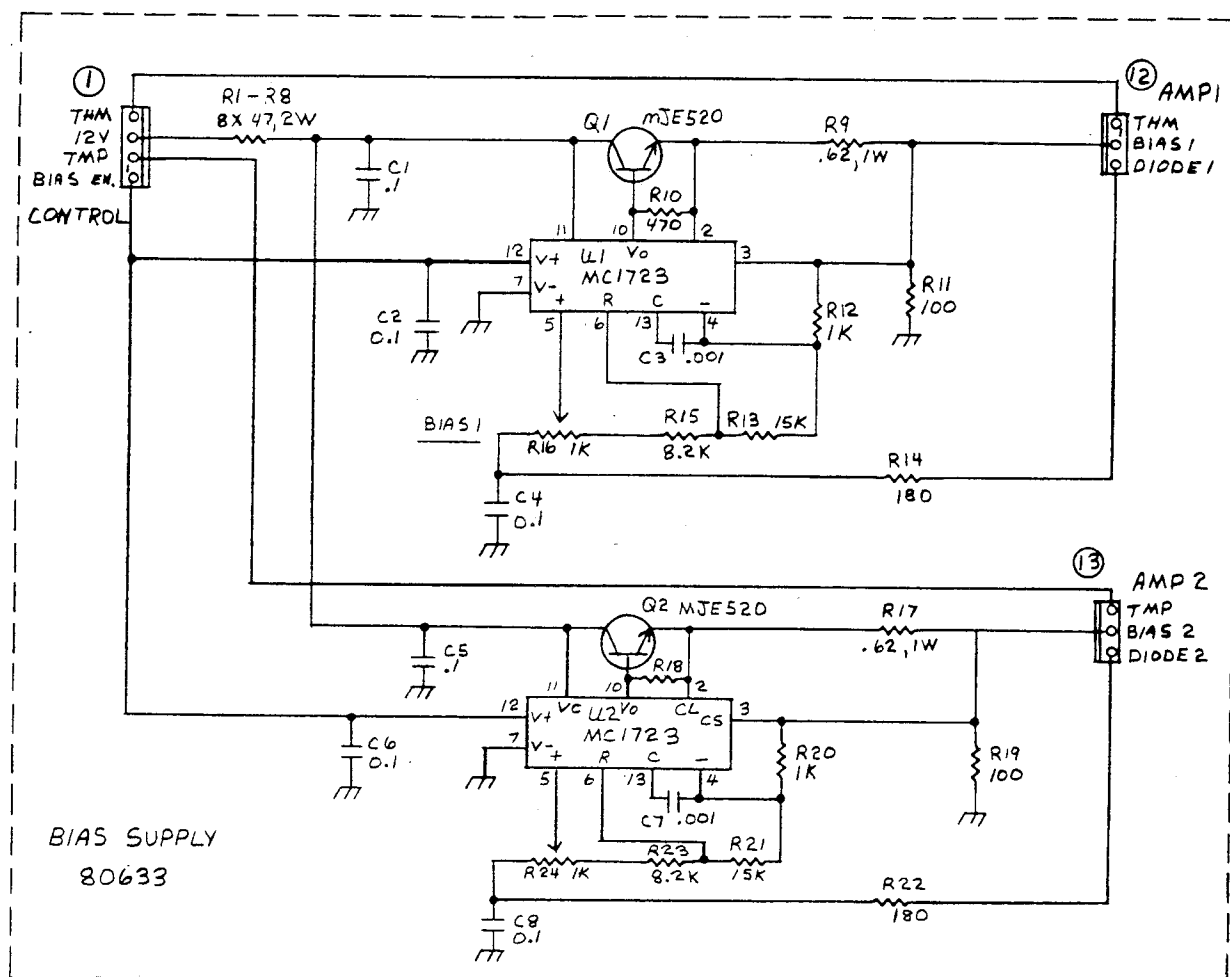 1
THM
12V
TMP
BIAS EN.
CONTROL
R1-R8
8X 47,2W
C1
.1
Q1
MJE520
R9
.62,1W
12
AMP1
THM
BIAS 1
DIODE 1
R10
470
11
10
2
12
V+
U1
VO
MC1723
3
7
V-
+
R
C
-
5
6
13
4
C2
0.1
C3
.001
R12
1K
R11
100
BIAS 1
R16 1K
R15
8.2K
R13 15K
R14
180
C4
0.1
13
AMP 2
TMP
BIAS 2
DIODE 2
Q2 MJE520
R17
.62,1W
C5
.1
R18
11
10
2
12
V+
VC
U2
VO
CL
CS
3
MC1723
7
V-
+
R
C
-
5
6
13
4
C6
0.1
C7
.001
R20
1K
R19
100
R24 1K
R23
8.2K
R21
15K
R22
180
C8
0.1
BIAS SUPPLY
80633